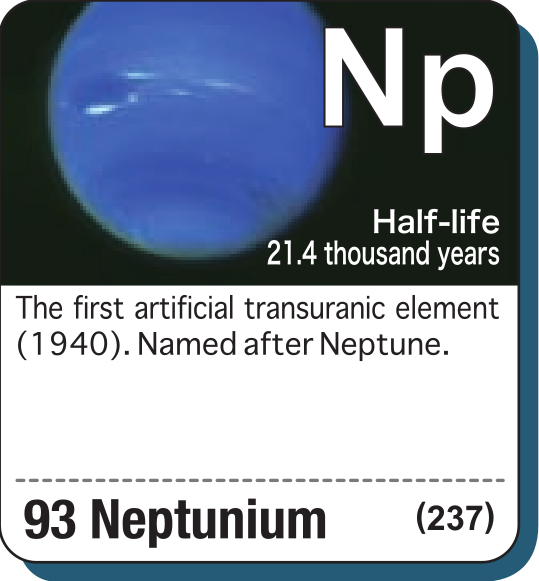 Np
Half-life
21.4 thousand years
The first artificial transuranic element
(1940). Named after Neptune.
93 Neptunium (237)